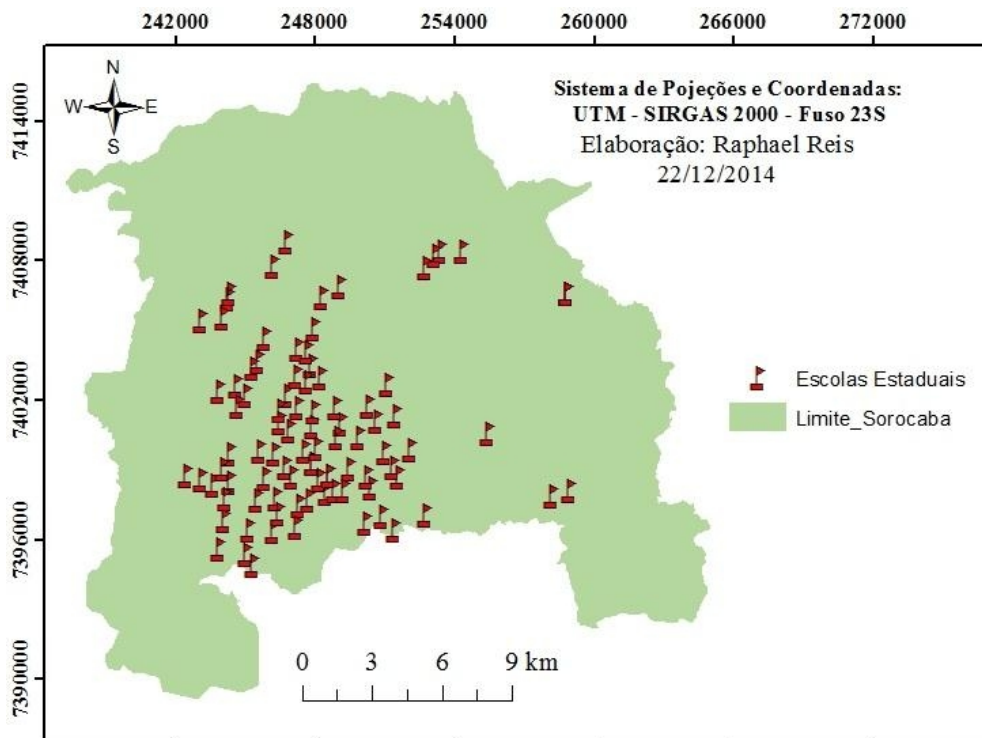 242000 248000 254000 260000 266000 272000
N
W E
S
Sistema de Pojeções e Coordenadas:
UTM - SIRGAS 2000 - Fuso 23S
Elaboração: Raphael Reis
22/12/2014
7414000
7408000
7402000
7396000
7390000
Escolas Estaduais
Limite_Sorocaba
0 3 6 9 km